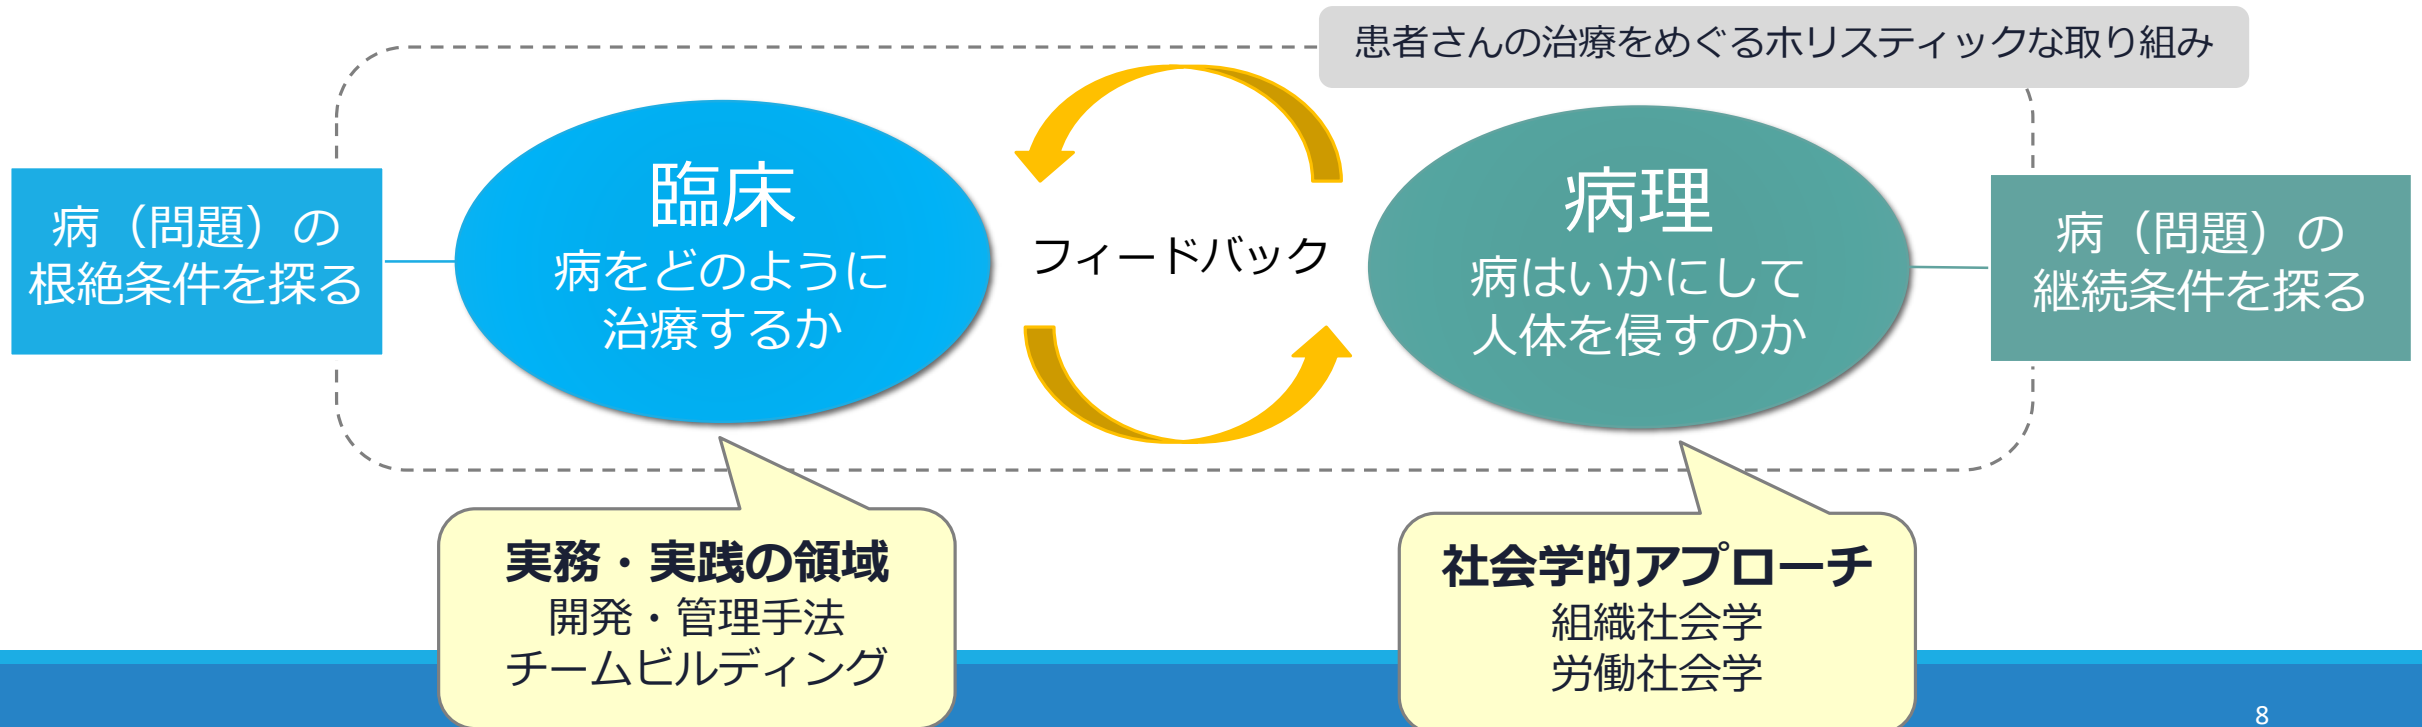 患者さんの治療をめぐるホリスティックな取り組み
病（問題）の
根絶条件を探る
臨床
病をどのように
治療するか
フィードバック
病理
病はいかにして
人体を侵すのか
病（問題）の
継続条件を探る
実務・実践の領域
開発・管理手法
チームビルディング
社会学的アプローチ
組織社会学
労働社会学
8